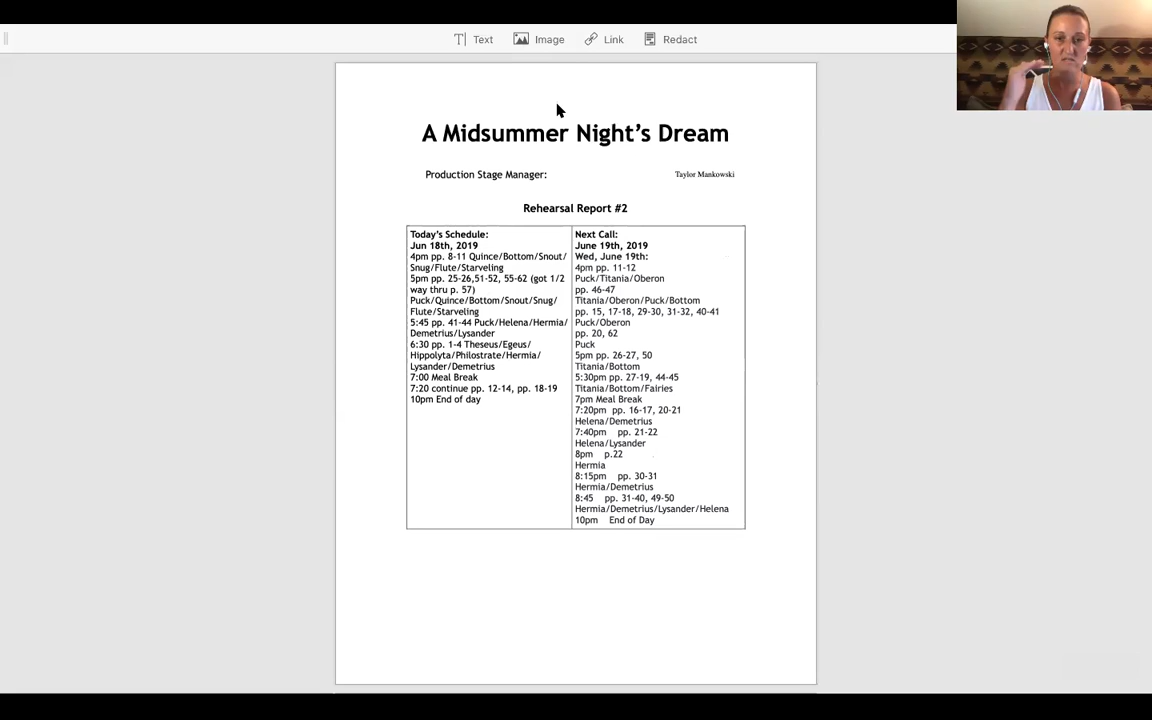 Text Image Link Redact
A Midsummer Night's Dream
Production Stage Manager: Taylor Mankowski
Rehearsal Report #2
Today's Schedule:
Jun 18th, 2019
4pm pp. 8-11 Quince/Bottom/Snout/
Snug/Flute/Starveling
5pm pp. 25-26,51-52, 55-62 (got 1/2
way thru p. 57)
Puck/Quince/Bottom/Snout/Snug/
Flute/Starveling
5:45 pp. 41-44 Puck/Helena/Hermia/
Demetrius/Lysander
6:30 pp. 1-4 Theseus/Egeus/
Hippolyta/Philostrate/Hermia/
Lysander/Demetrius
7:00 Meal Break
7:20 continue pp. 12-14, pp. 18-19
10pm End of day
Next Call:
June 19th, 2019
Wed, June 19th:
4pm pp. 11-12
Puck/Titania/Oberon
pp. 46-47
Titania/Oberon/Puck/Bottom
pp. 15, 17-18, 29-30, 31-32, 40-41
Puck/Oberon
pp. 20, 62
Puck
5pm pp. 26-27, 50
Titania/Bottom
5:30pm pp. 27-19, 44-45
Titania/Bottom/Fairies
7pm Meal Break
7:20pm pp. 16-17, 20-21
Helena/Demetrius
7:40pm pp. 21-22
Helena/Lysander
8pm p.22
Hermia
8:15pm pp. 30-31
Hermia/Demetrius
8:45 pp. 31-40, 49-50
Hermia/Demetrius/Lysander/Helena
10pm End of Day